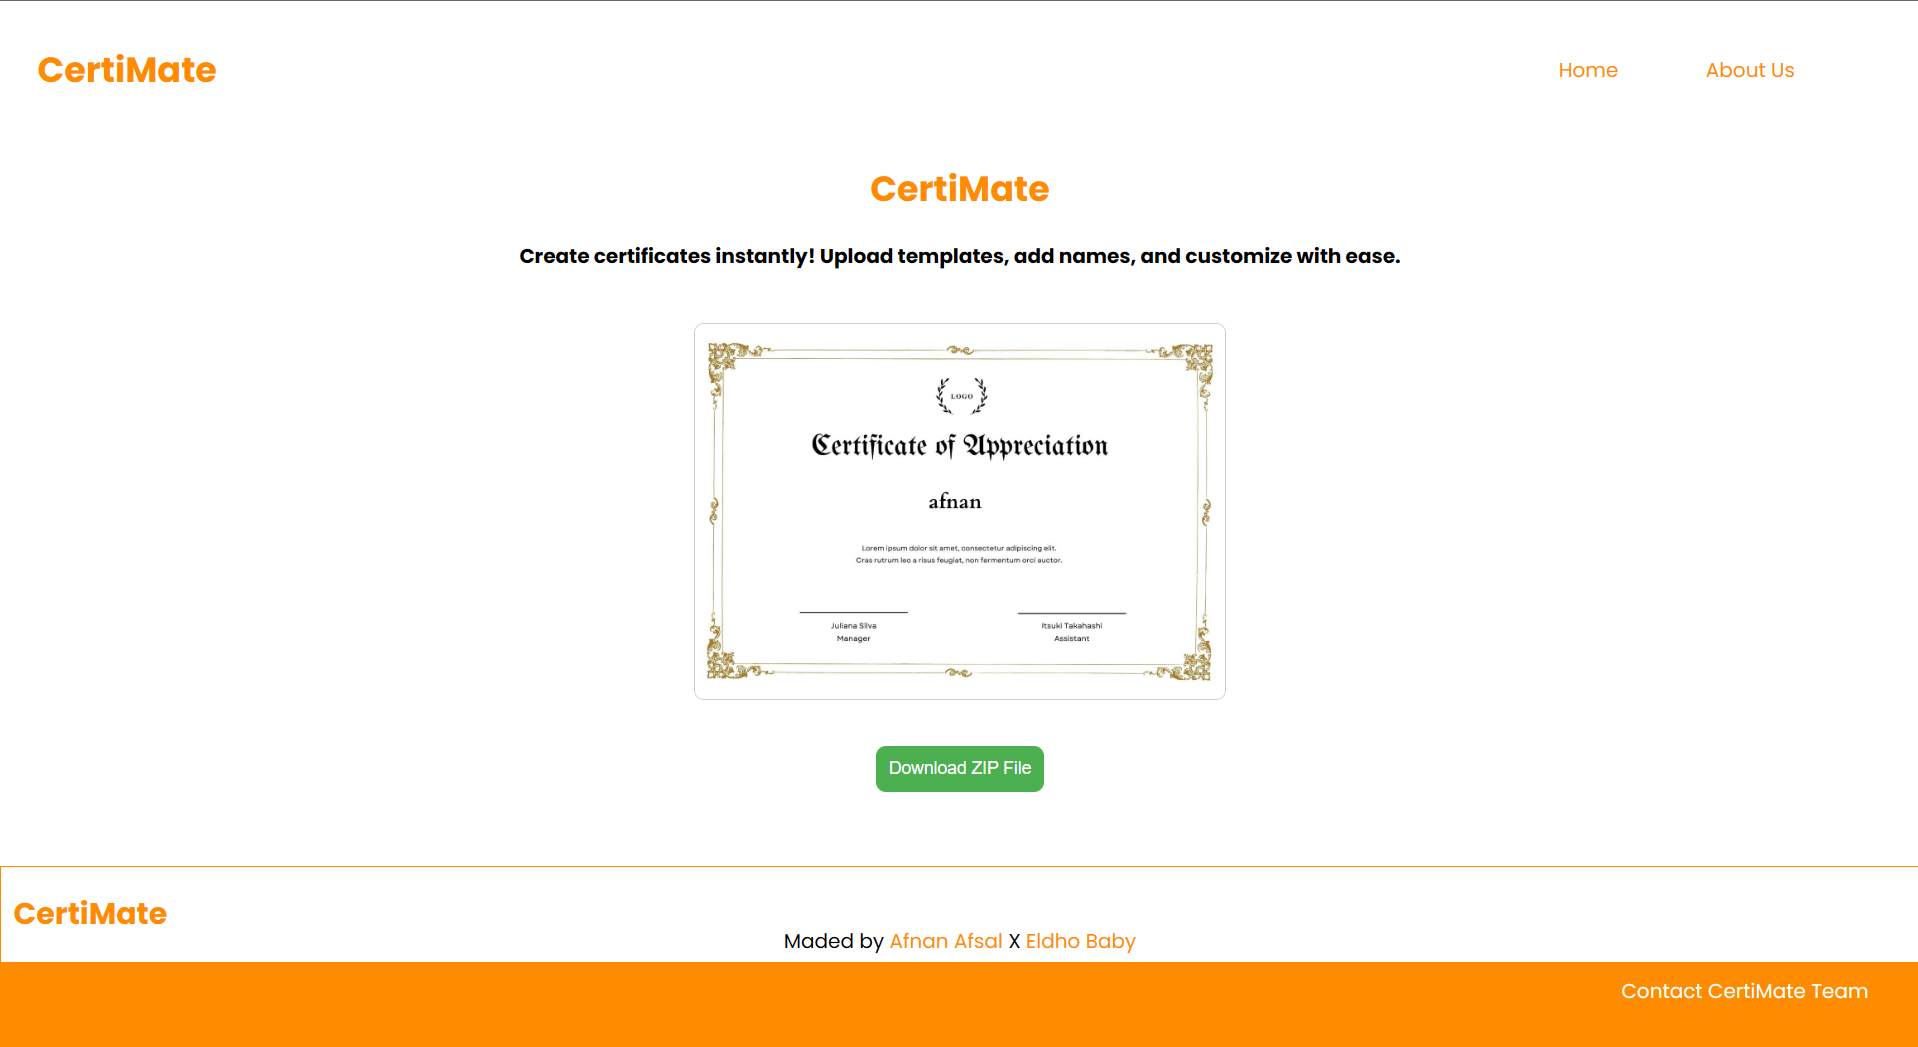 CertiMate
Home
About Us
CertiMate
Create certificates instantly! Upload templates, add names, and customize with ease.
LOGO
Certificate of Appreciation
afnan
Lorem ipsum dolor sit amet, consectetur adipiscing elit.
Cras rutrum leo a risus feugiat, non fermentum orci auctor.
Juliana Silva
Manager
Itsuki Takahashi
Assistant
Download ZIP File
CertiMate
Maded by Afnan Afsal X Eldho Baby
Contact CertiMate Team